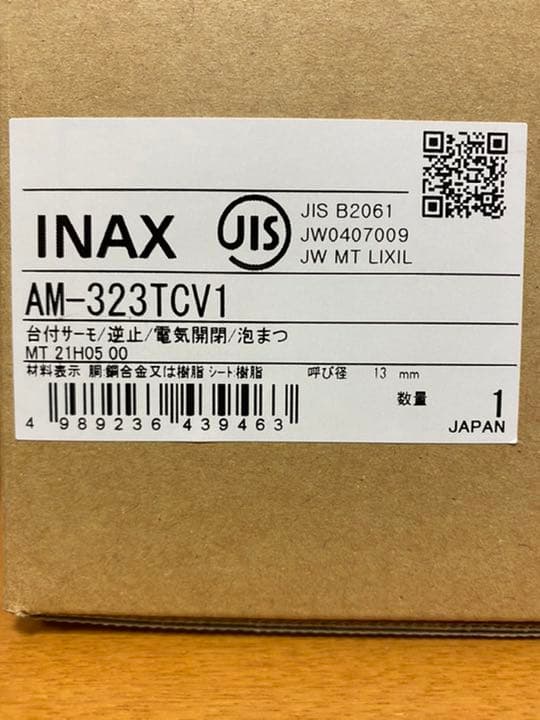 INAX
JIS
JIS B2061
JW0407009
JW MT LIXIL
AM-323TCV1
台付サーモ/逆止/電気開閉/泡まつ
MT 21H05 00
材料表示 胴:銅合金又は樹脂 シート:樹脂 呼び径 13 mm
数量 1
4 989236 439463
JAPAN